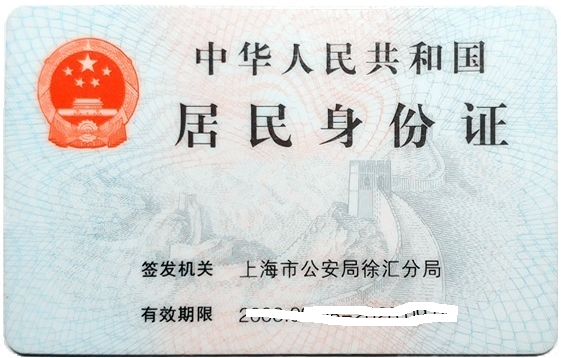 中华人民共和国
居民身份证
签发机关 上海市公安局徐汇分局
有效期限